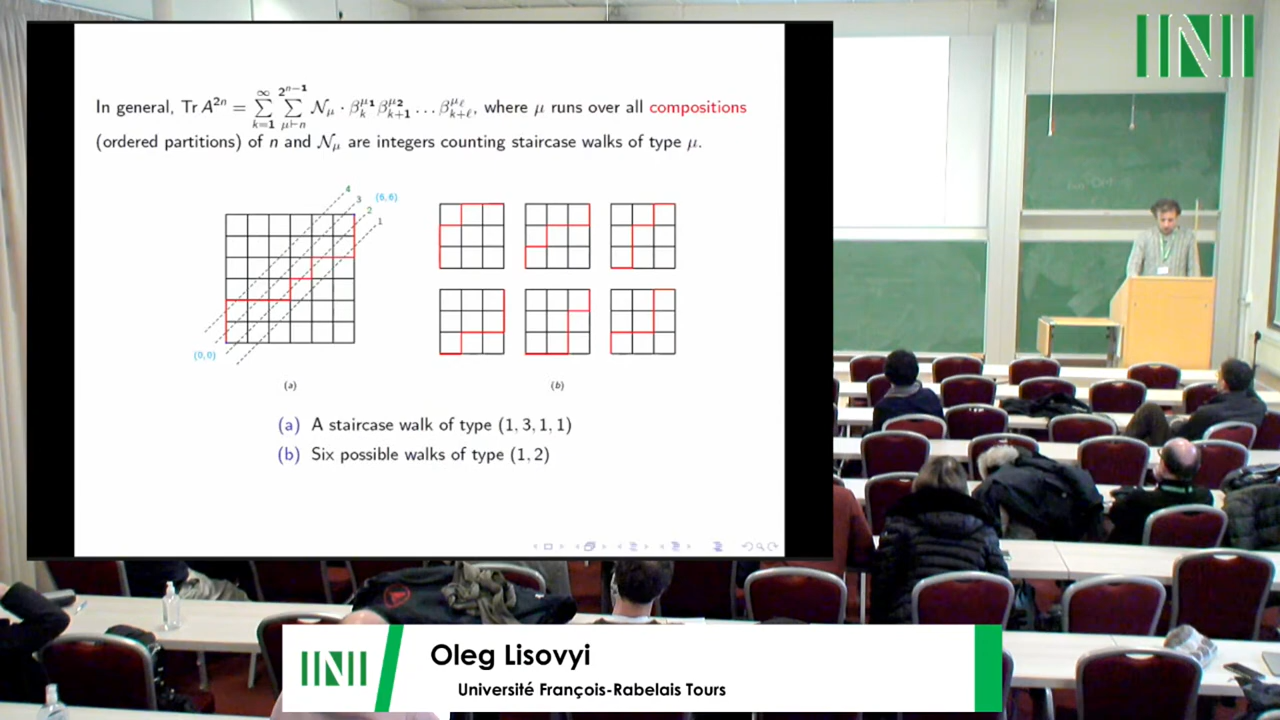 In general, Tr A^{2n} = \sum_{k=1}^{\infty} \sum_{\mu \vdash n}^{2^{n-1}} \mathcal{N}_\mu \cdot \beta_k^{\mu_1} \beta_{k+1}^{\mu_2} \dots \beta_{k+\ell}^{\mu_\ell}, where μ runs over all compositions
(ordered partitions) of n and \mathcal{N}_\mu are integers counting staircase walks of type μ.
4
3
(6,6)
2
1
(0,0)
(a)
(b)
(a) A staircase walk of type (1, 3, 1, 1)
(b) Six possible walks of type (1, 2)
INI
INI
Oleg Lisovyi
Université François-Rabelais Tours